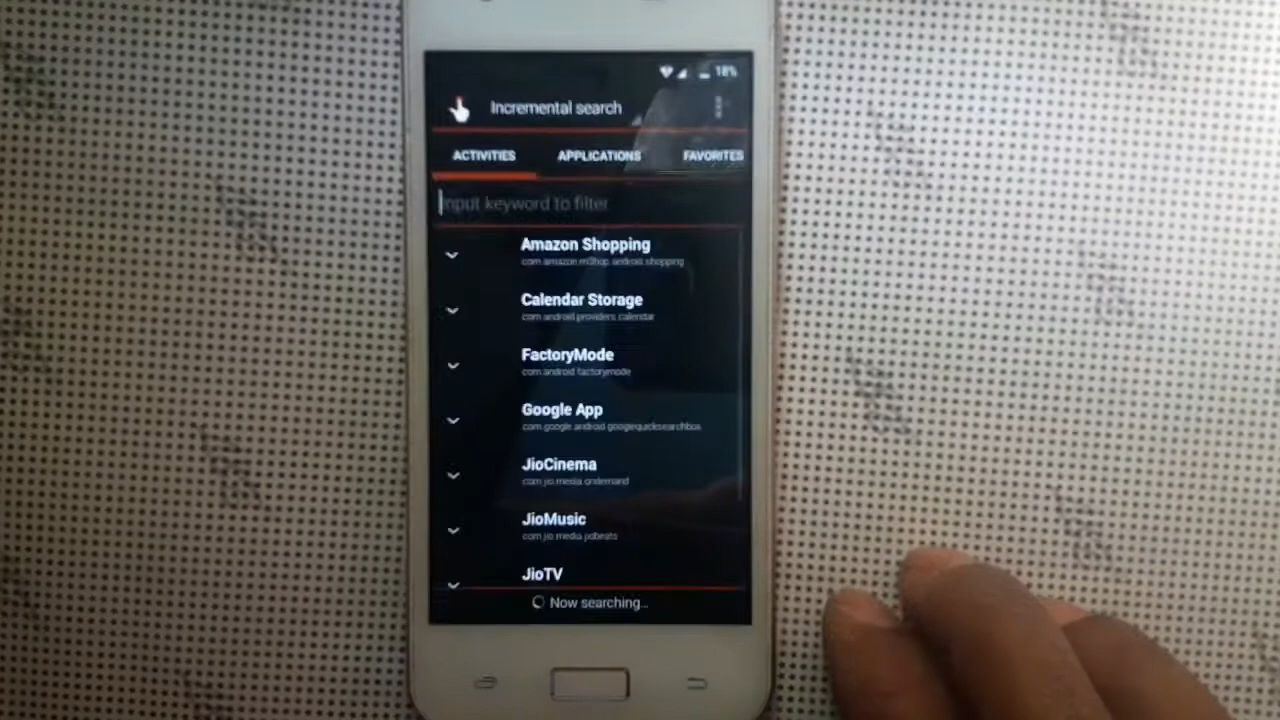 18%
Incremental search
ACTIVITIES APPLICATIONS FAVORITES
Input keyword to filter
Amazon Shopping
com.amazon.mShop.android.shopping
Calendar Storage
com.android.providers.calendar
FactoryMode
com.android.factorymode
Google App
com.google.android.googlequicksearchbox
JioCinema
com.jio.media.ondemand
JioMusic
com.jio.media.jiobeats
JioTV
Now searching...